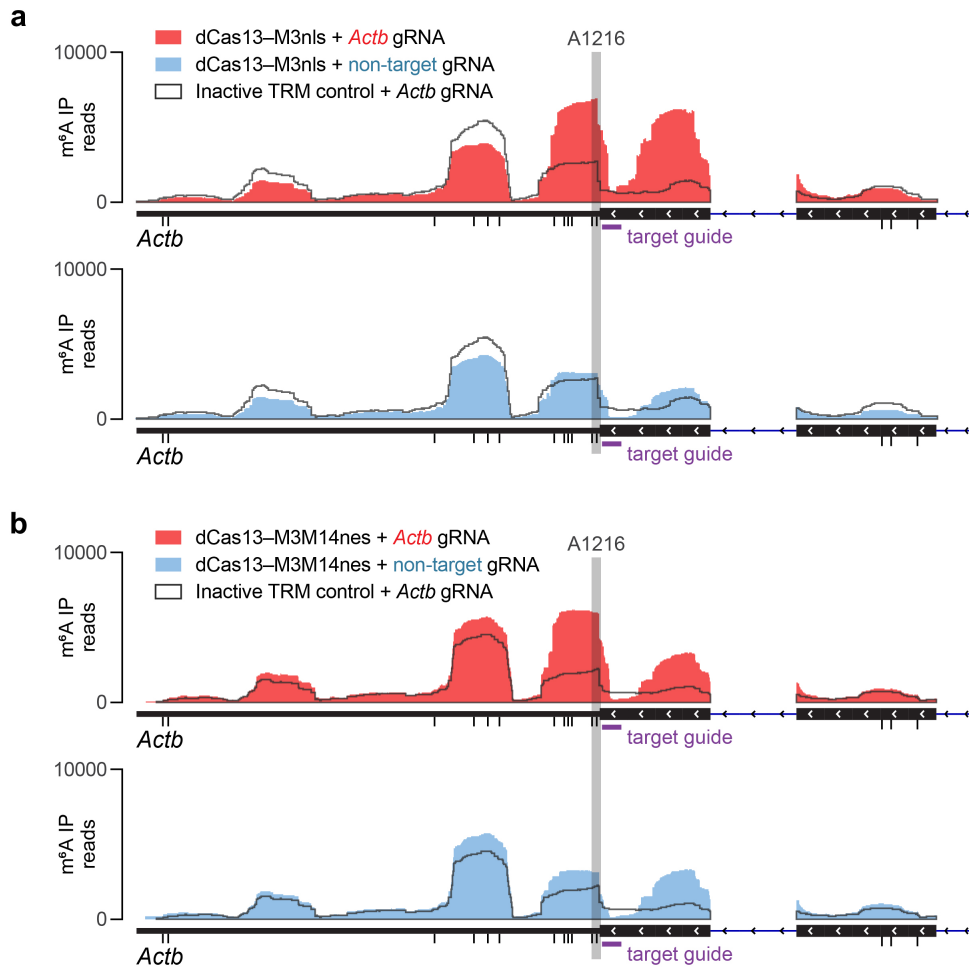 a
dCas13–M3nls + Actb gRNA
dCas13–M3nls + non-target gRNA
Inactive TRM control + Actb gRNA
A1216
10000
m⁶A IP
reads
0
Actb
target guide
10000
m⁶A IP
reads
0
Actb
target guide
b
dCas13–M3M14nes + Actb gRNA
dCas13–M3M14nes + non-target gRNA
Inactive TRM control + Actb gRNA
A1216
10000
m⁶A IP
reads
0
Actb
target guide
10000
m⁶A IP
reads
0
Actb
target guide